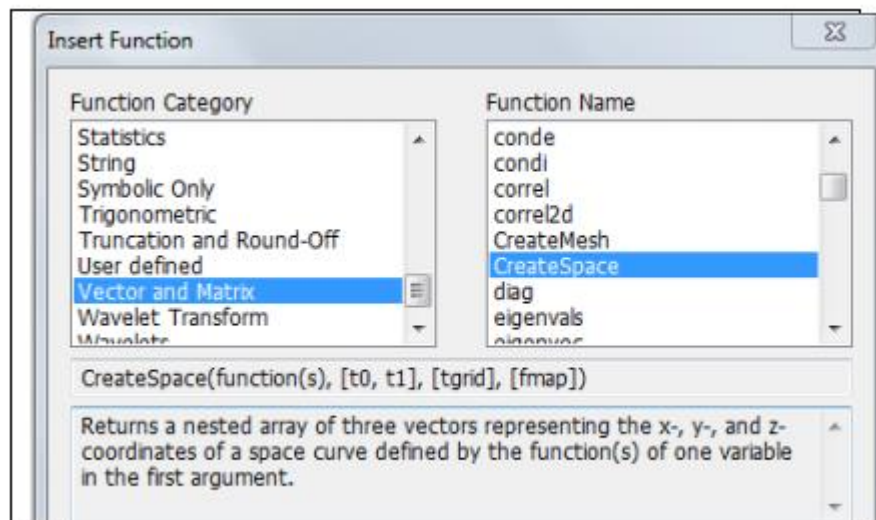 Insert Function
Function Category
Statistics
String
Symbolic Only
Trigonometric
Truncation and Round-Off
User defined
Vector and Matrix
Wavelet Transform
Wavelets
Function Name
conde
condi
correl
correl2d
CreateMesh
CreateSpace
diag
eigenvals
eigenvec
CreateSpace(function(s), [t0, t1], [tgrid], [fmap])
Returns a nested array of three vectors representing the x-, y-, and z-
coordinates of a space curve defined by the function(s) of one variable
in the first argument.